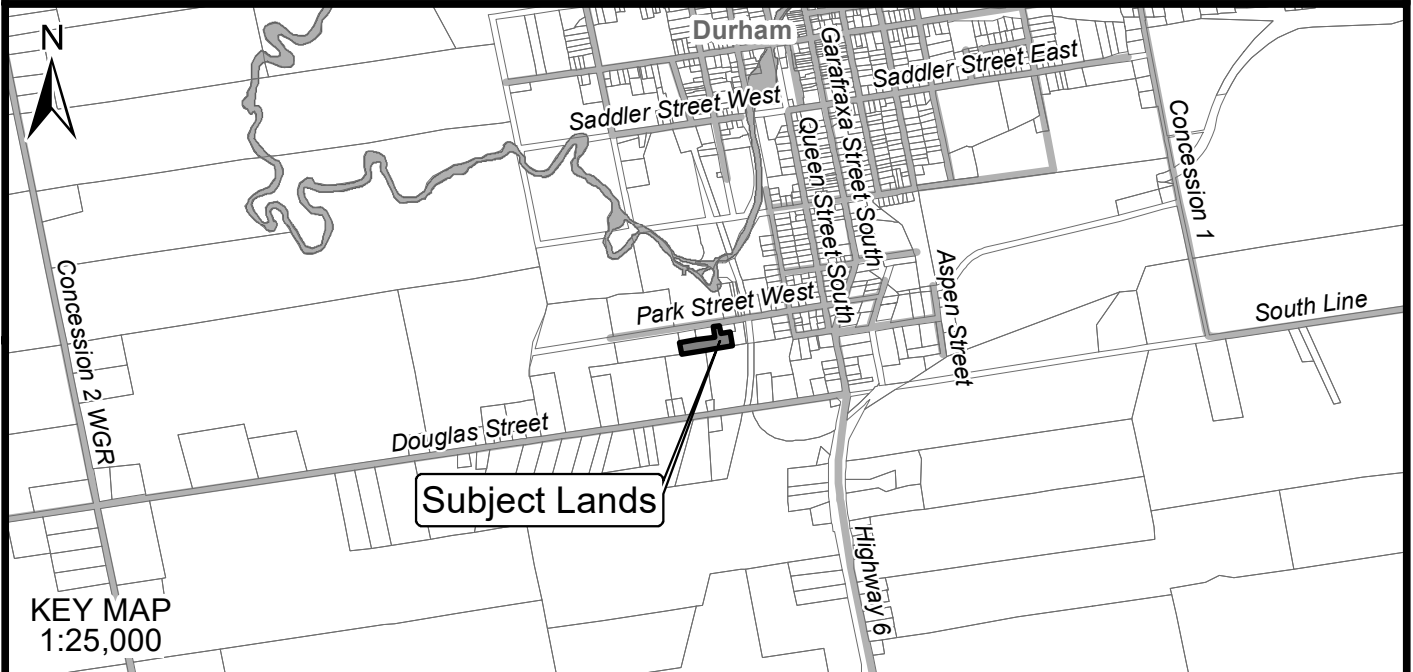 N
Durham
Garafraxa Street South
Saddler Street East
Saddler Street West
Queen Street South
Concession 1
Concession 2 WGR
Park Street West
Aspen Street
South Line
Douglas Street
Subject Lands
Highway 6
KEY MAP
1:25,000